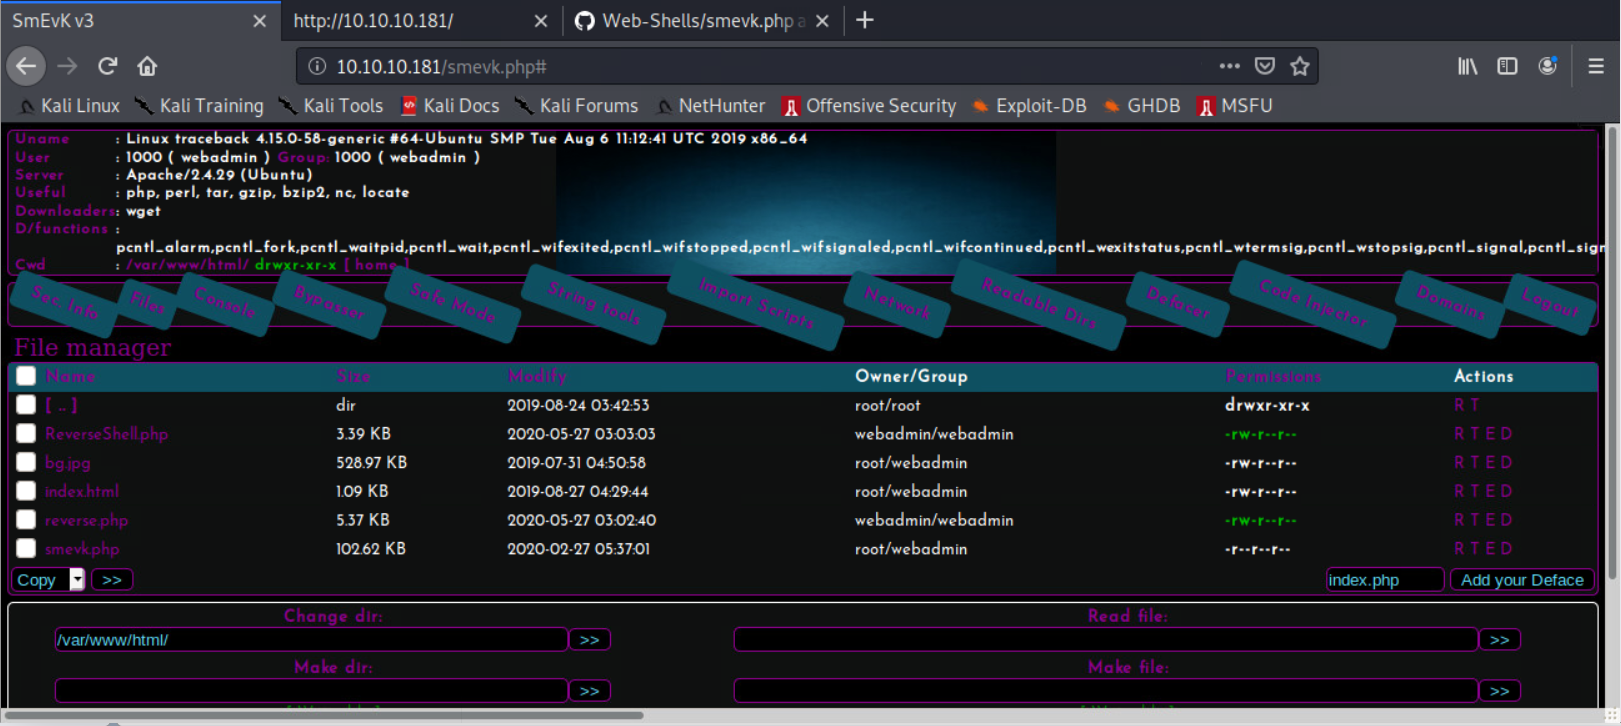 SmEvK v3 http://10.10.10.181/ Web-Shells/smevk.php a
10.10.10.181/smevk.php#
Kali Linux Kali Training Kali Tools Kali Docs Kali Forums NetHunter Offensive Security Exploit-DB GHDB MSFU
Uname : Linux traceback 4.15.0-58-generic #64-Ubuntu SMP Tue Aug 6 11:12:41 UTC 2019 x86_64
User : 1000 ( webadmin ) Group: 1000 ( webadmin )
Server : Apache/2.4.29 (Ubuntu)
Useful : php, perl, tar, gzip, bzip2, nc, locate
Downloaders: wget
D/functions :
pcntl_alarm,pcntl_fork,pcntl_waitpid,pcntl_wait,pcntl_wifexited,pcntl_wifstopped,pcntl_wifsignaled,pcntl_wifcontinued,pcntl_wexitstatus,pcntl_wtermsig,pcntl_wstopsig,pcntl_signal,pcntl_sign
Cwd : /var/www/html/ drwxr-xr-x [ home ]
Sec. Info Files Console Bypasser Safe Mode String tools Import Scripts Network Readable Dirs Defacer Code Injector Domains Logout
File manager
Name Size Modify Owner/Group Permissions Actions
[ .. ] dir 2019-08-24 03:42:53 root/root drwxr-xr-x R T
ReverseShell.php 3.39 KB 2020-05-27 03:03:03 webadmin/webadmin -rw-r--r-- R T E D
bg.jpg 528.97 KB 2019-07-31 04:50:58 root/webadmin -rw-r--r-- R T E D
index.html 1.09 KB 2019-08-27 04:29:44 root/webadmin -rw-r--r-- R T E D
reverse.php 5.37 KB 2020-05-27 03:02:40 webadmin/webadmin -rw-r--r-- R T E D
smevk.php 102.62 KB 2020-02-27 05:37:01 root/webadmin -r--r--r-- R T E D
Copy >> index.php Add your Deface
Change dir: Read file:
/var/www/html/ >> >>
Make dir: Make file:
>> >>